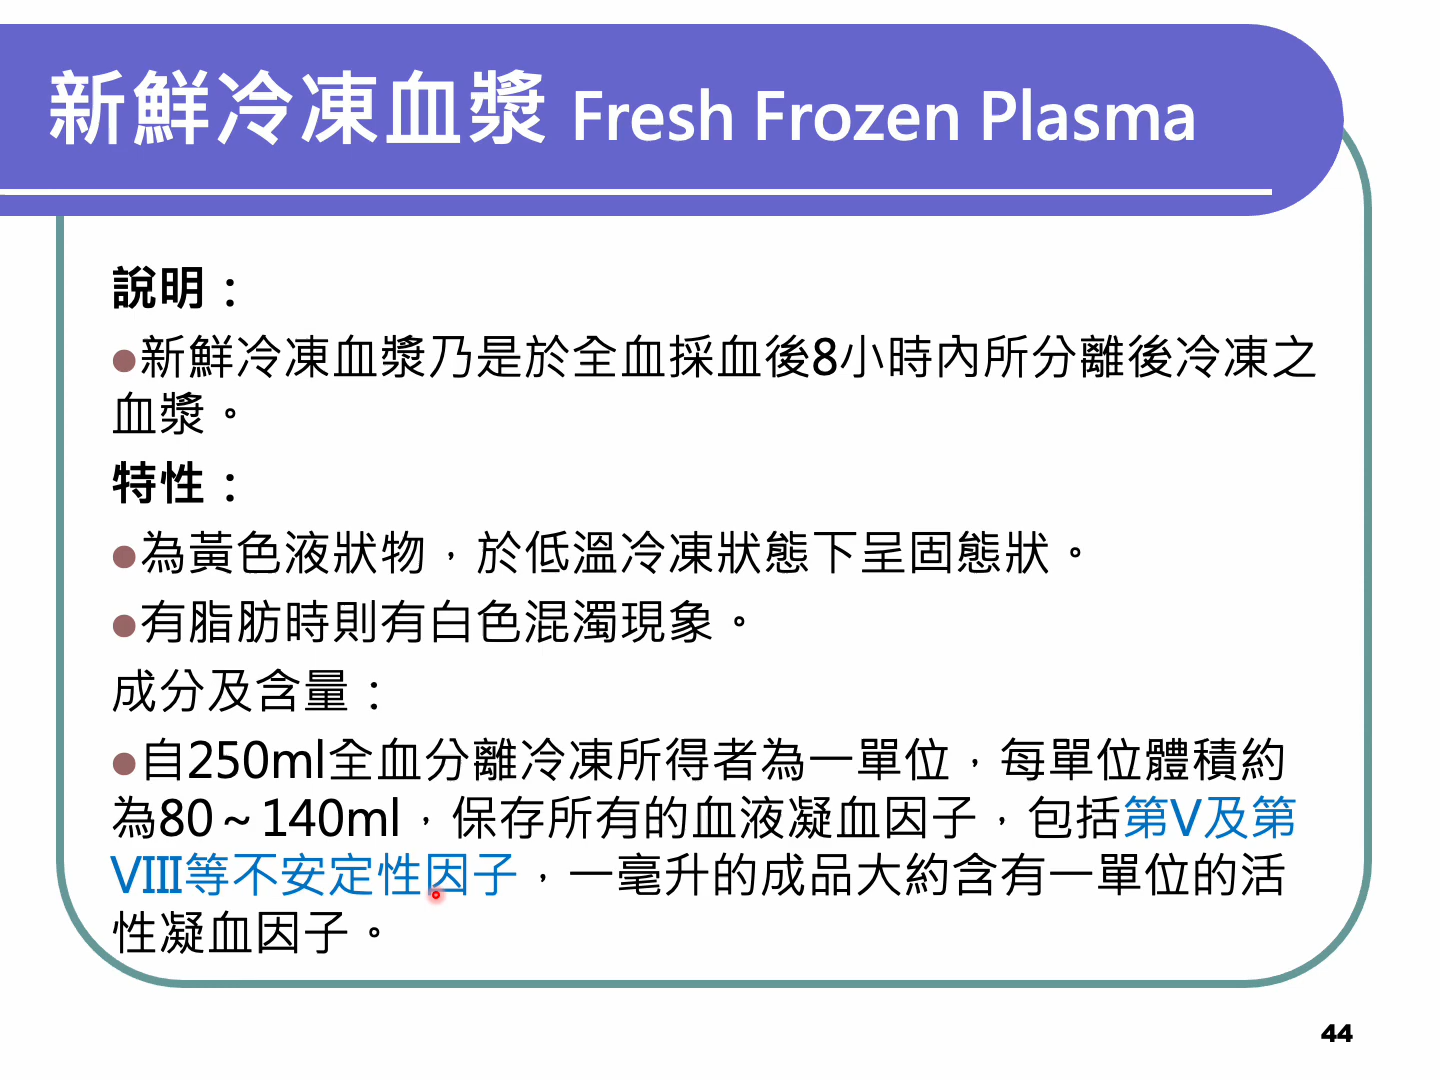 新鮮冷凍血漿 Fresh Frozen Plasma
說明：
●新鮮冷凍血漿乃是於全血採血後8小時內所分離後冷凍之
血漿。
特性：
●為黃色液狀物，於低溫冷凍狀態下呈固態狀。
●有脂肪時則有白色混濁現象。
成分及含量：
●自250ml全血分離冷凍所得者為一單位，每單位體積約
為80～140ml，保存所有的血液凝血因子，包括第V及第
VIII等不安定性因子，一毫升的成品大約含有一單位的活
性凝血因子。
44